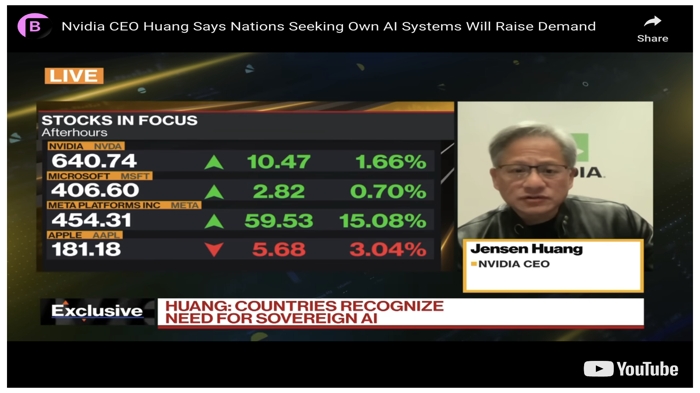 B
Nvidia CEO Huang Says Nations Seeking Own AI Systems Will Raise Demand
Share
LIVE
STOCKS IN FOCUS
Afterhours
NVIDIA NVDA
640.74 10.47 1.66%
MICROSOFT MSFT
406.60 2.82 0.70%
META PLATFORMS INC META
454.31 59.53 15.08%
APPLE AAPL
181.18 5.68 3.04%
DIA.
Jensen Huang
NVIDIA CEO
Exclusive
HUANG: COUNTRIES RECOGNIZE
NEED FOR SOVEREIGN AI
YouTube